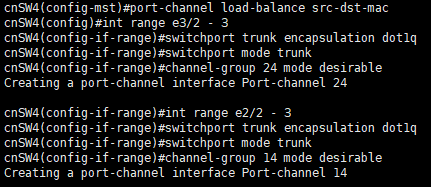 cnSW4(config-mst)#port-channel load-balance src-dst-mac
cnSW4(config)#int range e3/2 - 3
cnSW4(config-if-range)#switchport trunk encapsulation dot1q
cnSW4(config-if-range)#switchport mode trunk
cnSW4(config-if-range)#channel-group 24 mode desirable
Creating a port-channel interface Port-channel 24

cnSW4(config-if-range)#int range e2/2 - 3
cnSW4(config-if-range)#switchport trunk encapsulation dot1q
cnSW4(config-if-range)#switchport mode trunk
cnSW4(config-if-range)#channel-group 14 mode desirable
Creating a port-channel interface Port-channel 14